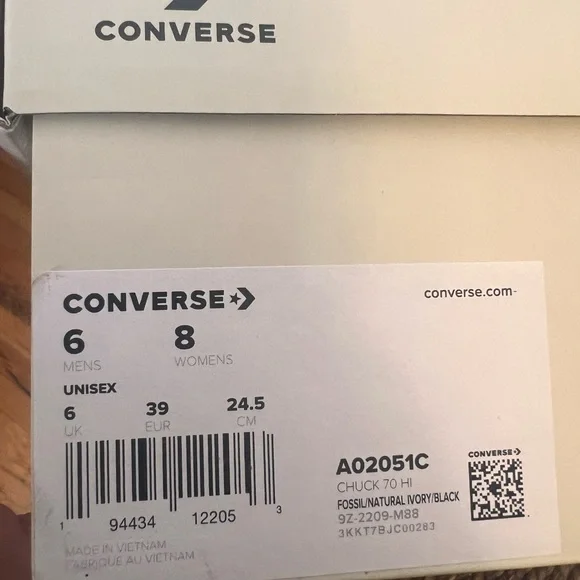 CONVERSE
CONVERSE
converse.com
6 8
MENS WOMENS
UNISEX
6 39 24.5
UK EUR CM
1 94434 12205 3
A02051C
CHUCK 70 HI
FOSSIL/NATURAL IVORY/BLACK
9Z-2209-M88
3KKT7BJC00283
CONVERSE
MADE IN VIETNAM
FABRIQUE AU VIETNAM